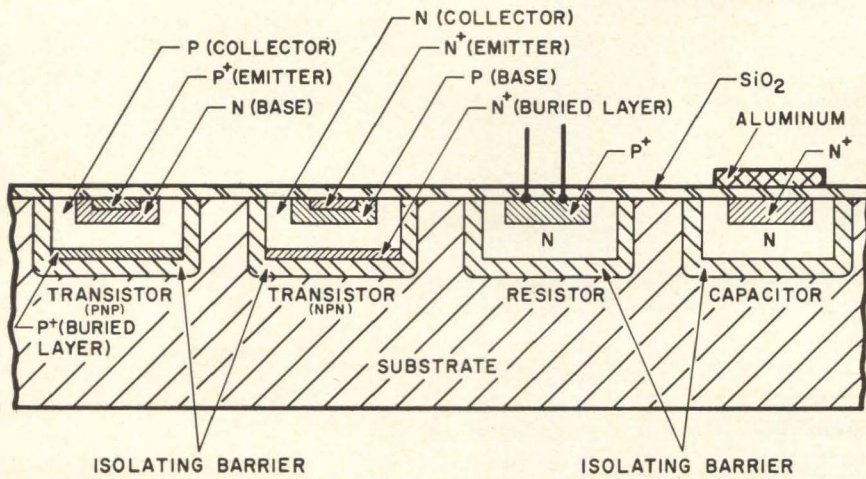 N (COLLECTOR)
P (COLLECTOR)
N+ (EMITTER)
P+ (EMITTER)
P (BASE)
N (BASE)
N+ (BURIED LAYER)
SiO2
ALUMINUM
P+
N+
N
N
TRANSISTOR
(PNP)
TRANSISTOR
(NPN)
RESISTOR
CAPACITOR
P+ (BURIED
LAYER)
SUBSTRATE
ISOLATING BARRIER
ISOLATING BARRIER